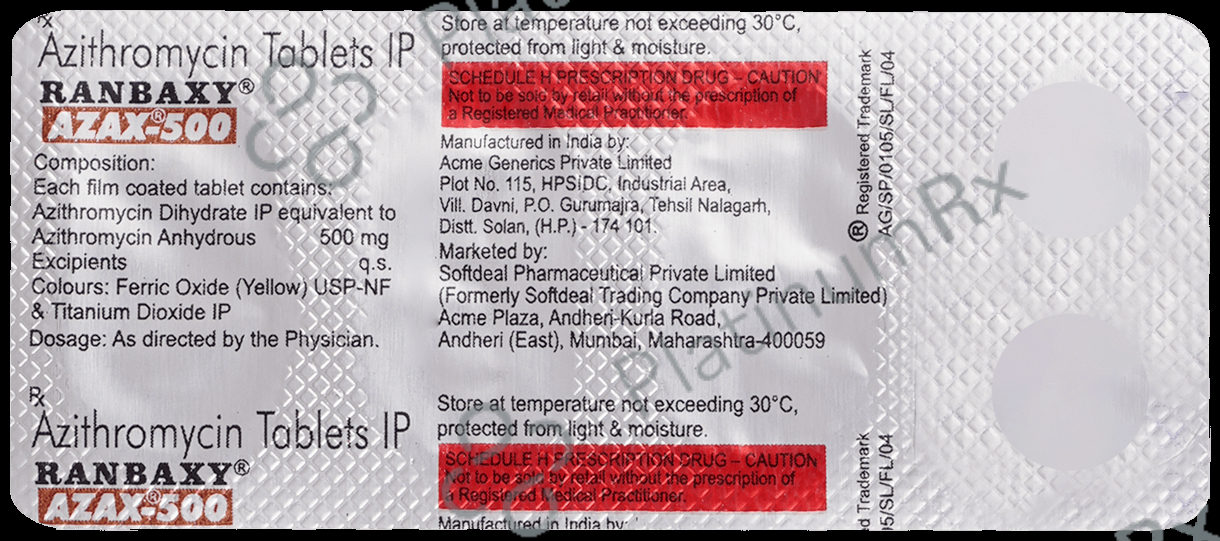 Rx
Azithromycin Tablets IP
RANBAXY®
AZAX®-500
Composition:
Each film coated tablet contains:
Azithromycin Dihydrate IP equivalent to
Azithromycin Anhydrous 500 mg
Excipients q.s.
Colours: Ferric Oxide (Yellow) USP-NF
& Titanium Dioxide IP
Dosage: As directed by the Physician.
Store at temperature not exceeding 30°C,
protected from light & moisture.
SCHEDULE H PRESCRIPTION DRUG – CAUTION
Not to be sold by retail without the prescription of
a Registered Medical Practitioner.
Manufactured in India by:
Acme Generics Private Limited
Plot No. 115, HPSIDC, Industrial Area,
Vill. Davni, P.O. Gurumajra, Tehsil Nalagarh,
Distt. Solan, (H.P.) - 174 101.
Marketed by:
Softdeal Pharmaceutical Private Limited
(Formerly Softdeal Trading Company Private Limited)
Acme Plaza, Andheri-Kurla Road,
Andheri (East), Mumbai, Maharashtra-400059
® Registered Trademark
AG/SP/0105/SL/FL/04
Rx
Azithromycin Tablets IP
RANBAXY®
AZAX®-500
Store at temperature not exceeding 30°C,
protected from light & moisture.
SCHEDULE H PRESCRIPTION DRUG – CAUTION
Not to be sold by retail without the prescription of
a Registered Medical Practitioner.
Manufactured in India by:
ed Trademark
05/SL/FL/04
PlatinumRx
PlatinumRx